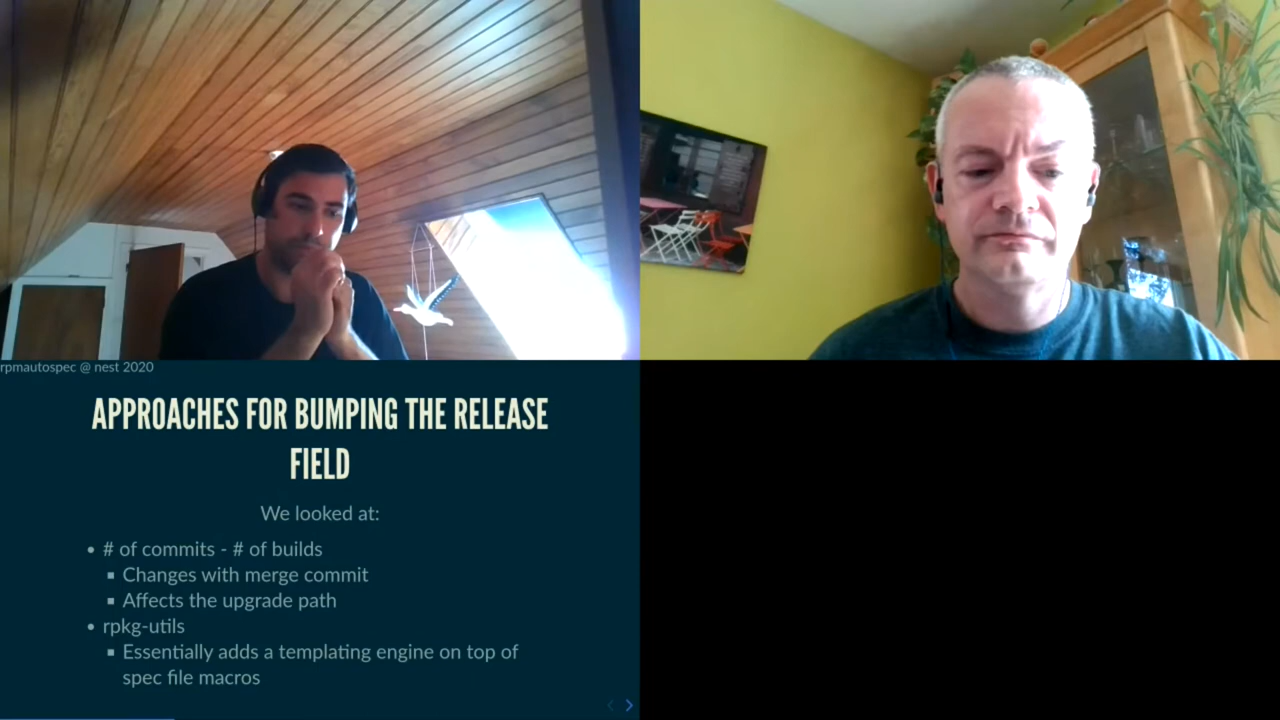 rpmautospec @ nest 2020
APPROACHES FOR BUMPING THE RELEASE
FIELD
We looked at:
• # of commits - # of builds
▪ Changes with merge commit
▪ Affects the upgrade path
• rpkg-utils
▪ Essentially adds a templating engine on top of
spec file macros